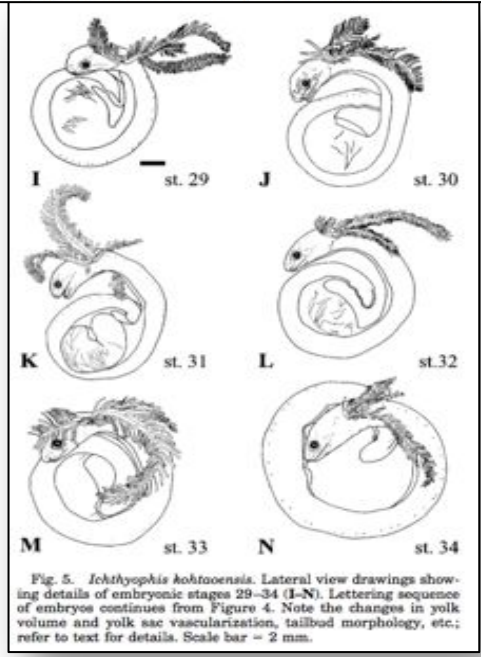 I st. 29 J st. 30
K st. 31 L st.32
M st. 33 N st. 34
Fig. 5. Ichthyophis kohtaoensis. Lateral view drawings show-
ing details of embryonic stages 29–34 (I–N). Lettering sequence
of embryos continues from Figure 4. Note the changes in yolk
volume and yolk sac vascularization, tailbud morphology, etc.;
refer to text for details. Scale bar = 2 mm.